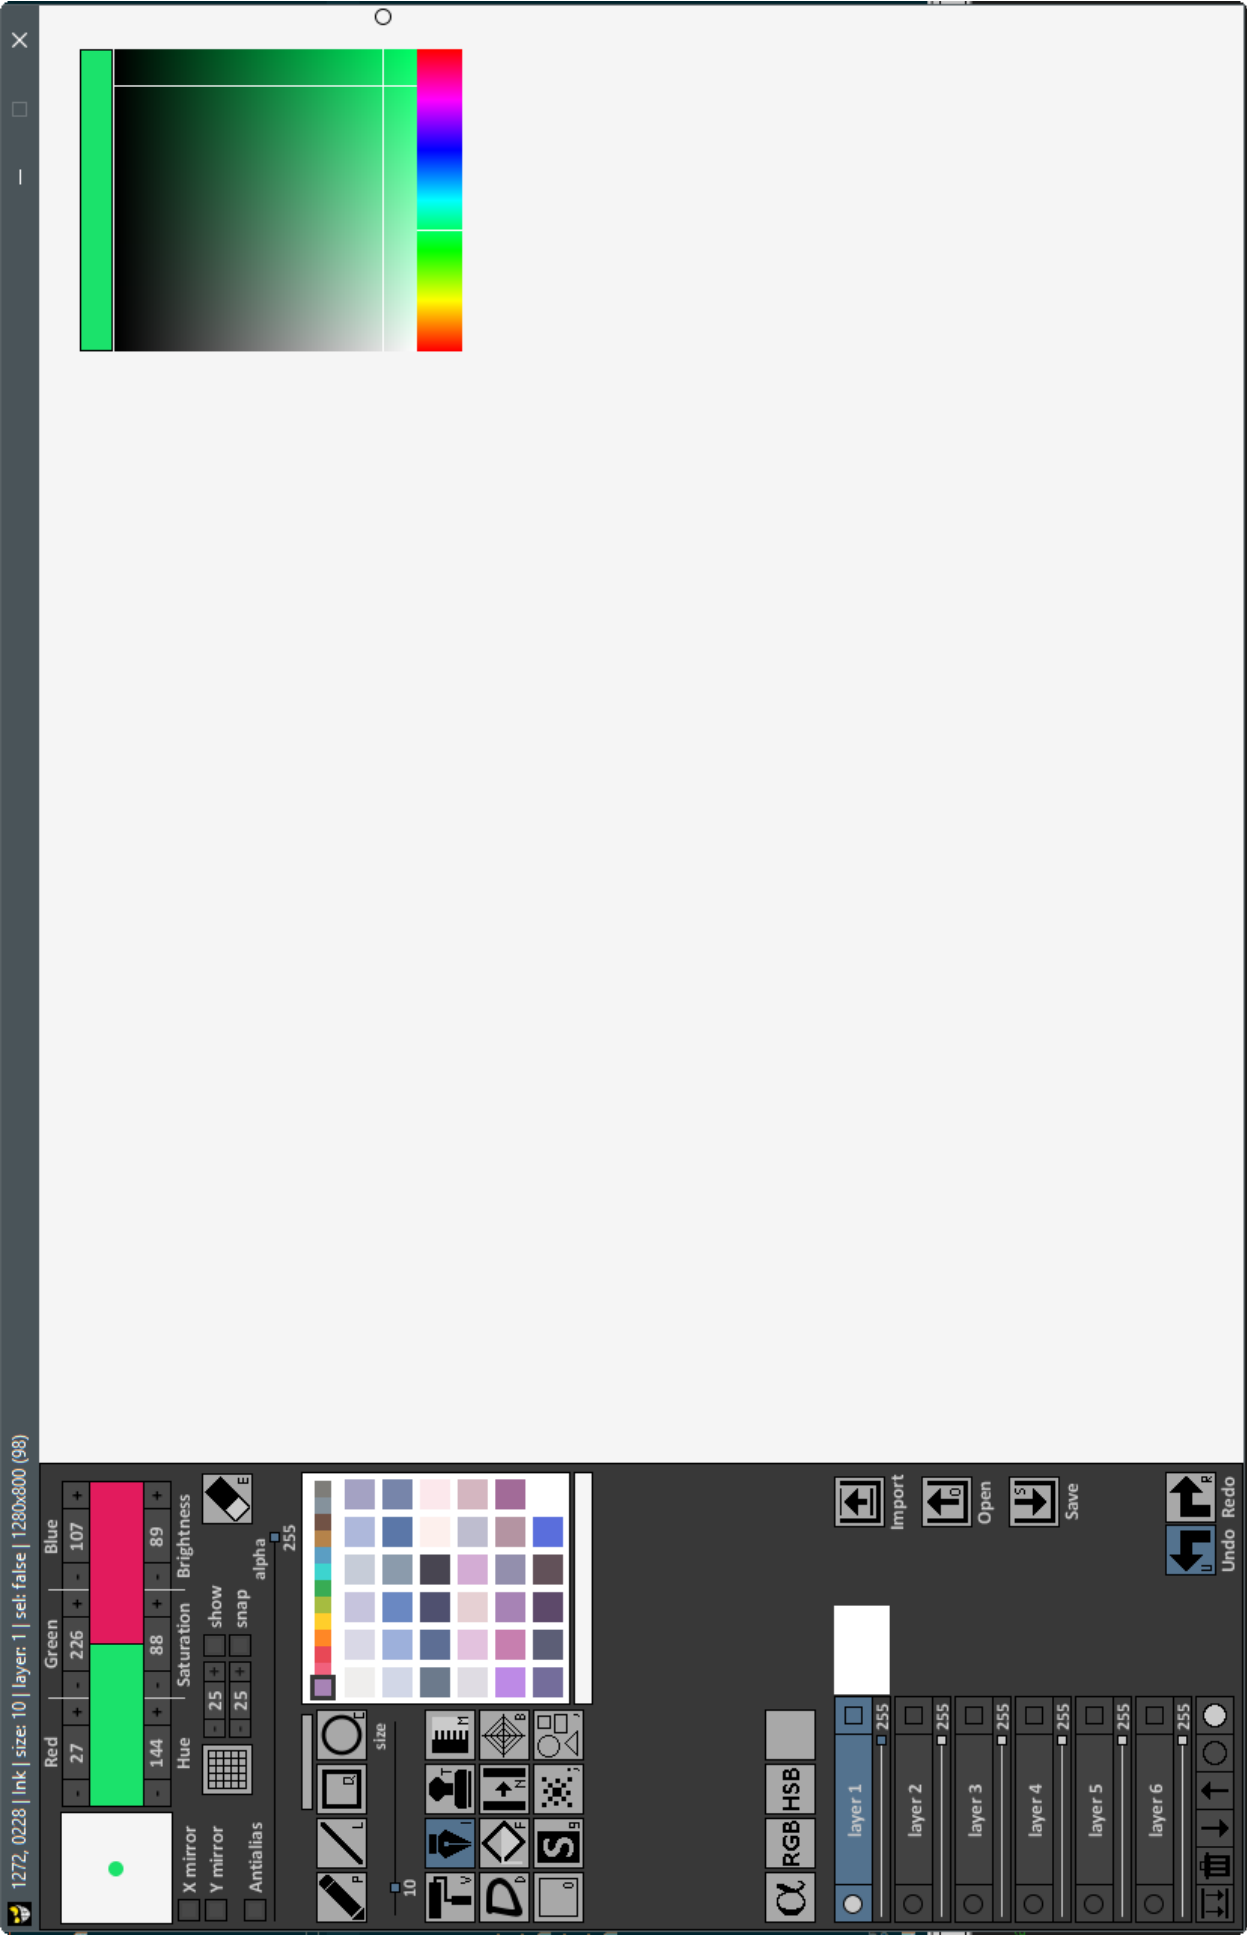 1272, 0228 | Ink | size: 10 | layer: 1 | sel: false | 1280x800 (98)
Red Green Blue
- 27 + - 226 + - 107 +
- 144 + - 88 + - 89 +
Hue Saturation Brightness
X mirror
Y mirror
- 25 + show
- 25 + snap
E
Antialias
alpha
255
P L Q C
size
10
V I T M
D F N B
O g J
α RGB HSB
layer 1
255
layer 2
255
layer 3
255
layer 4
255
layer 5
255
layer 6
255
Import
O
Open
S
Save
U R
Undo Redo